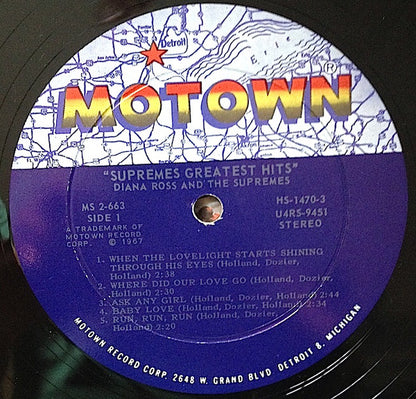 Detroit
Erie
MOTOWN®
"SUPREMES GREATEST HITS"
DIANA ROSS AND THE SUPREMES
MS 2-663
SIDE 1
A TRADEMARK OF
MOTOWN RECORD
CORP. © 1967
HS-1470-3
U4RS-9451
STEREO
1. WHEN THE LOVELIGHT STARTS SHINING
THROUGH HIS EYES (Holland, Dozier,
Holland) 2:38
2. WHERE DID OUR LOVE GO (Holland, Dozier,
Holland) 2:30
3. ASK ANY GIRL (Holland, Dozier, Holland) 2:44
4. BABY LOVE (Holland, Dozier, Holland) 2:34
5. RUN, RUN, RUN (Holland, Dozier,
Holland) 2:20
MOTOWN RECORD CORP. 2648 W. GRAND BLVD DETROIT 8, MICHIGAN